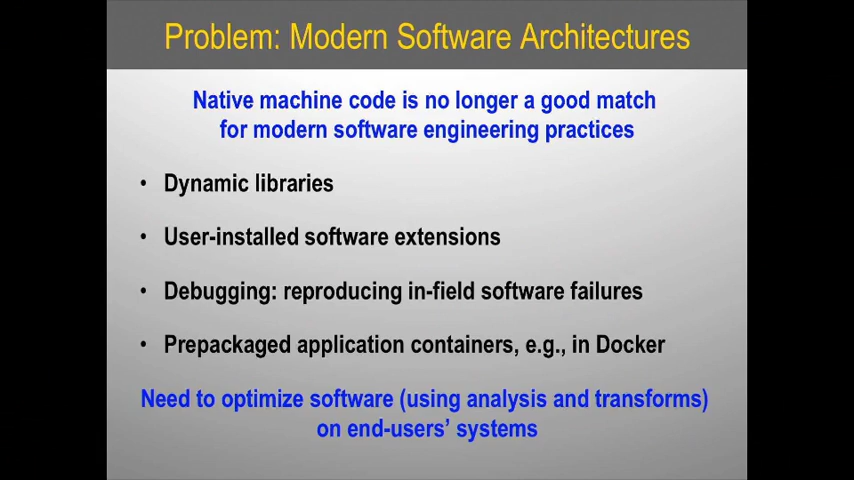 Problem: Modern Software Architectures
Native machine code is no longer a good match
for modern software engineering practices
• Dynamic libraries
• User-installed software extensions
• Debugging: reproducing in-field software failures
• Prepackaged application containers, e.g., in Docker
Need to optimize software (using analysis and transforms)
on end-users’ systems